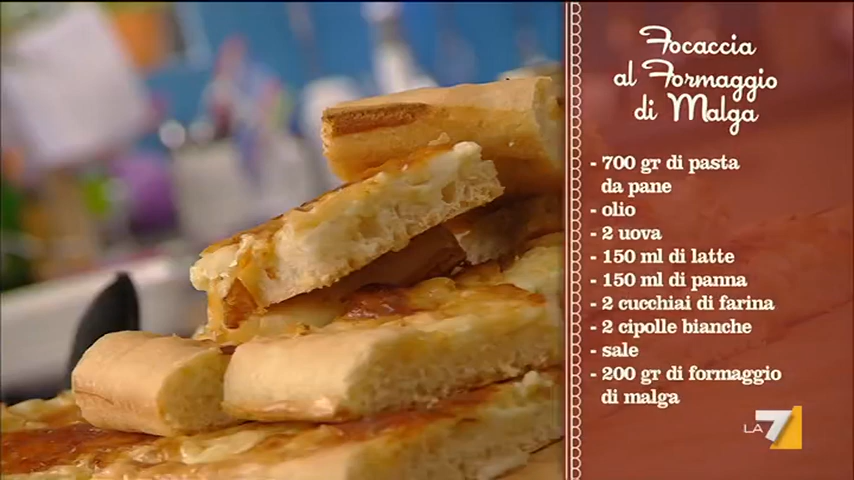 Focaccia
al Formaggio
di Malga
- 700 gr di pasta
da pane
- olio
- 2 uova
- 150 ml di latte
- 150 ml di panna
- 2 cucchiai di farina
- 2 cipolle bianche
- sale
- 200 gr di formaggio
di malga
LA7